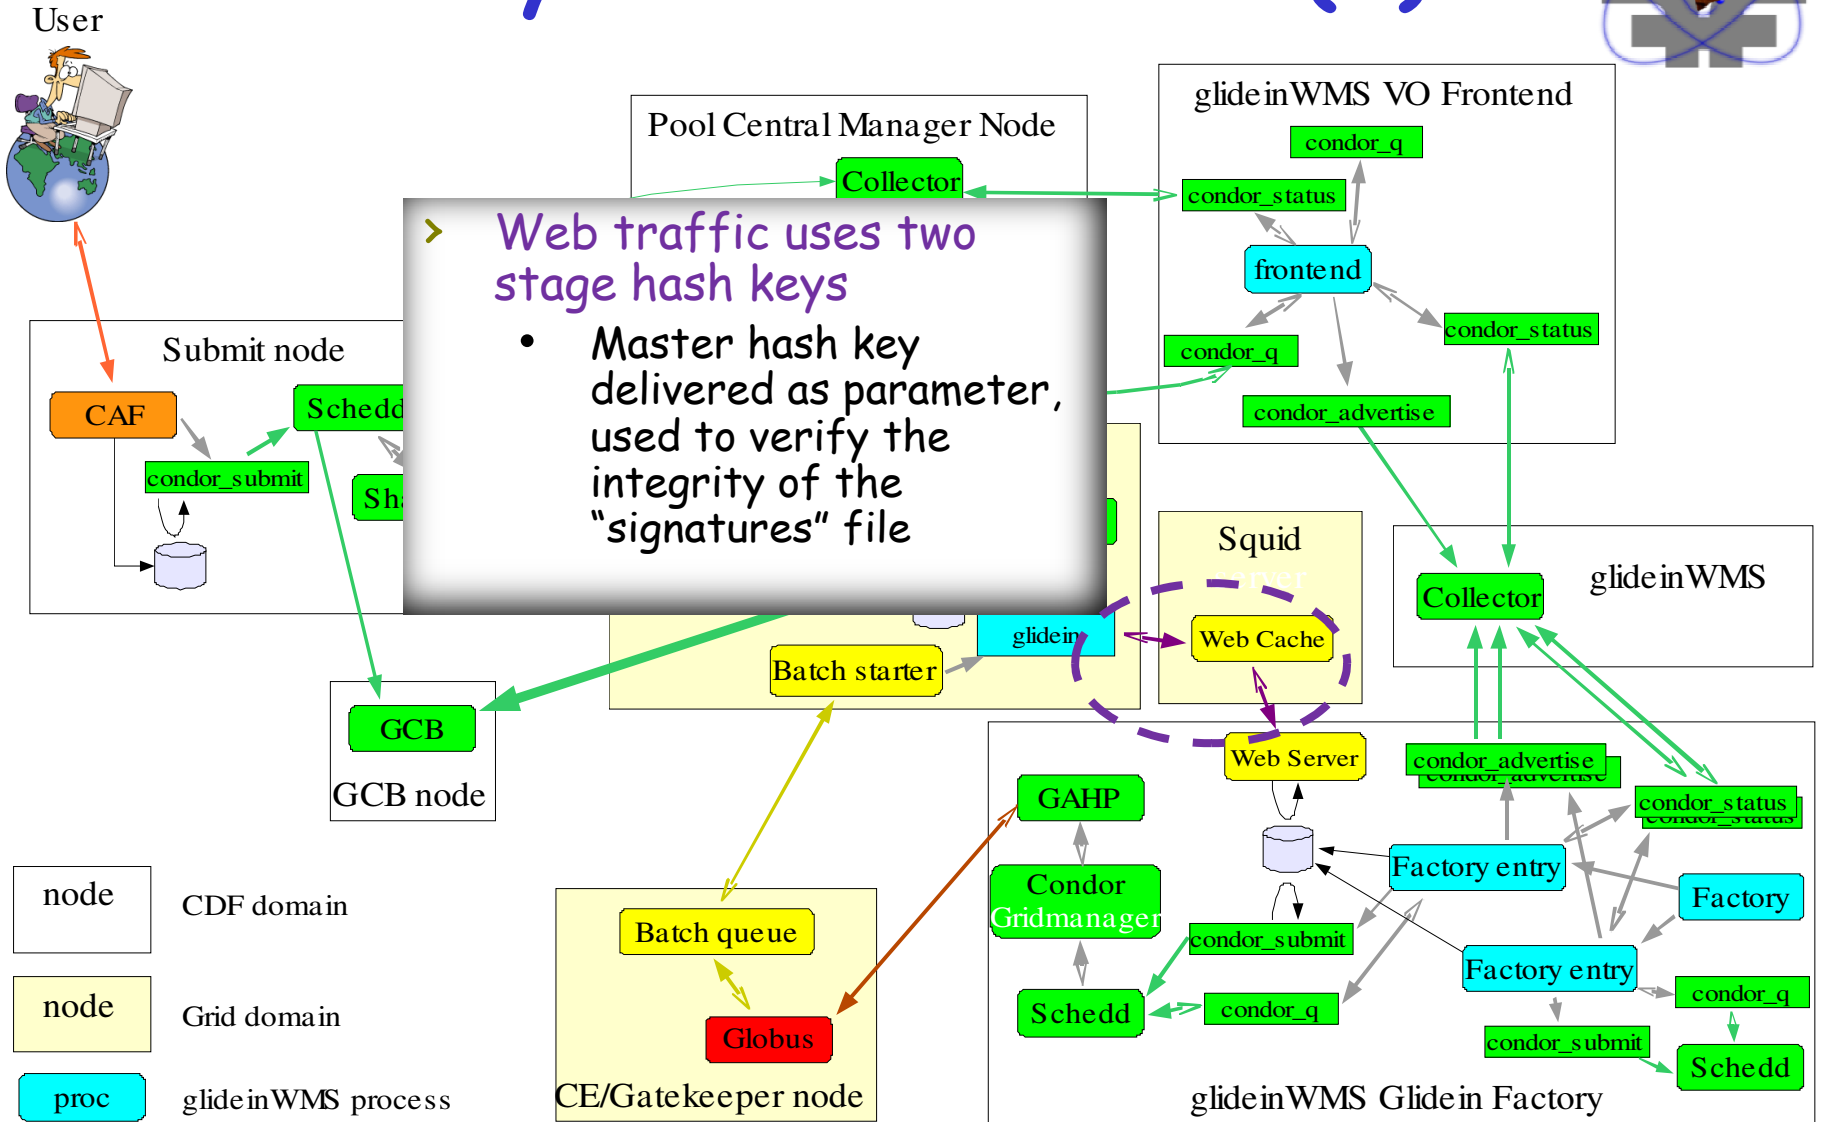 User
Pool Central Manager Node
Collector
glideinWMS VO Frontend
condor_q
condor_status
frontend
condor_q
condor_status
condor_advertise
> Web traffic uses two
stage hash keys
• Master hash key
delivered as parameter,
used to verify the
integrity of the
“signatures” file
Submit node
CAF
Schedd
condor_submit
Sha
Squid
server
Web Cache
glideinWMS
Collector
glidein
Batch starter
GCB
GCB node
Web Server
condor_advertise
condor_advertise
condor_status
condor_status
GAHP
Condor
Gridmanager
Schedd
Factory entry
Factory
condor_submit
condor_q
Factory entry
condor_q
condor_submit
Schedd
glideinWMS Glidein Factory
Batch queue
Globus
CE/Gatekeeper node
node
CDF domain
node
Grid domain
proc
glideinWMS process